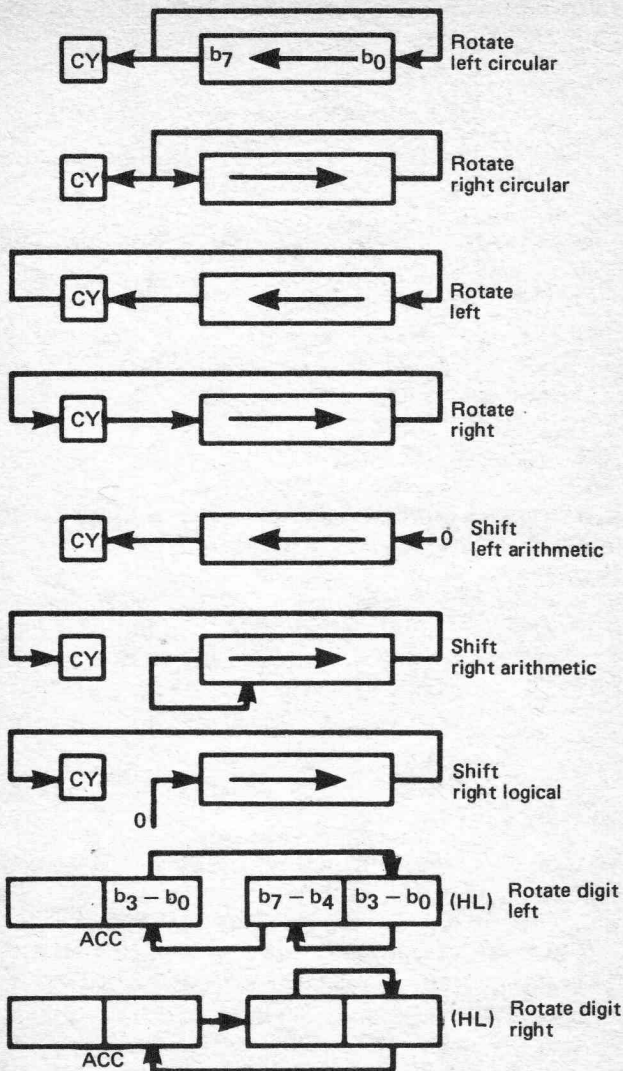 CY b7 b0 Rotate
left circular
CY Rotate
right circular
CY Rotate
left
CY Rotate
right
CY 0 Shift
left arithmetic
CY Shift
right arithmetic
CY Shift
right logical
0
b3 – b0 b7 – b4 b3 – b0 (HL) Rotate digit
left
ACC
(HL) Rotate digit
right
ACC